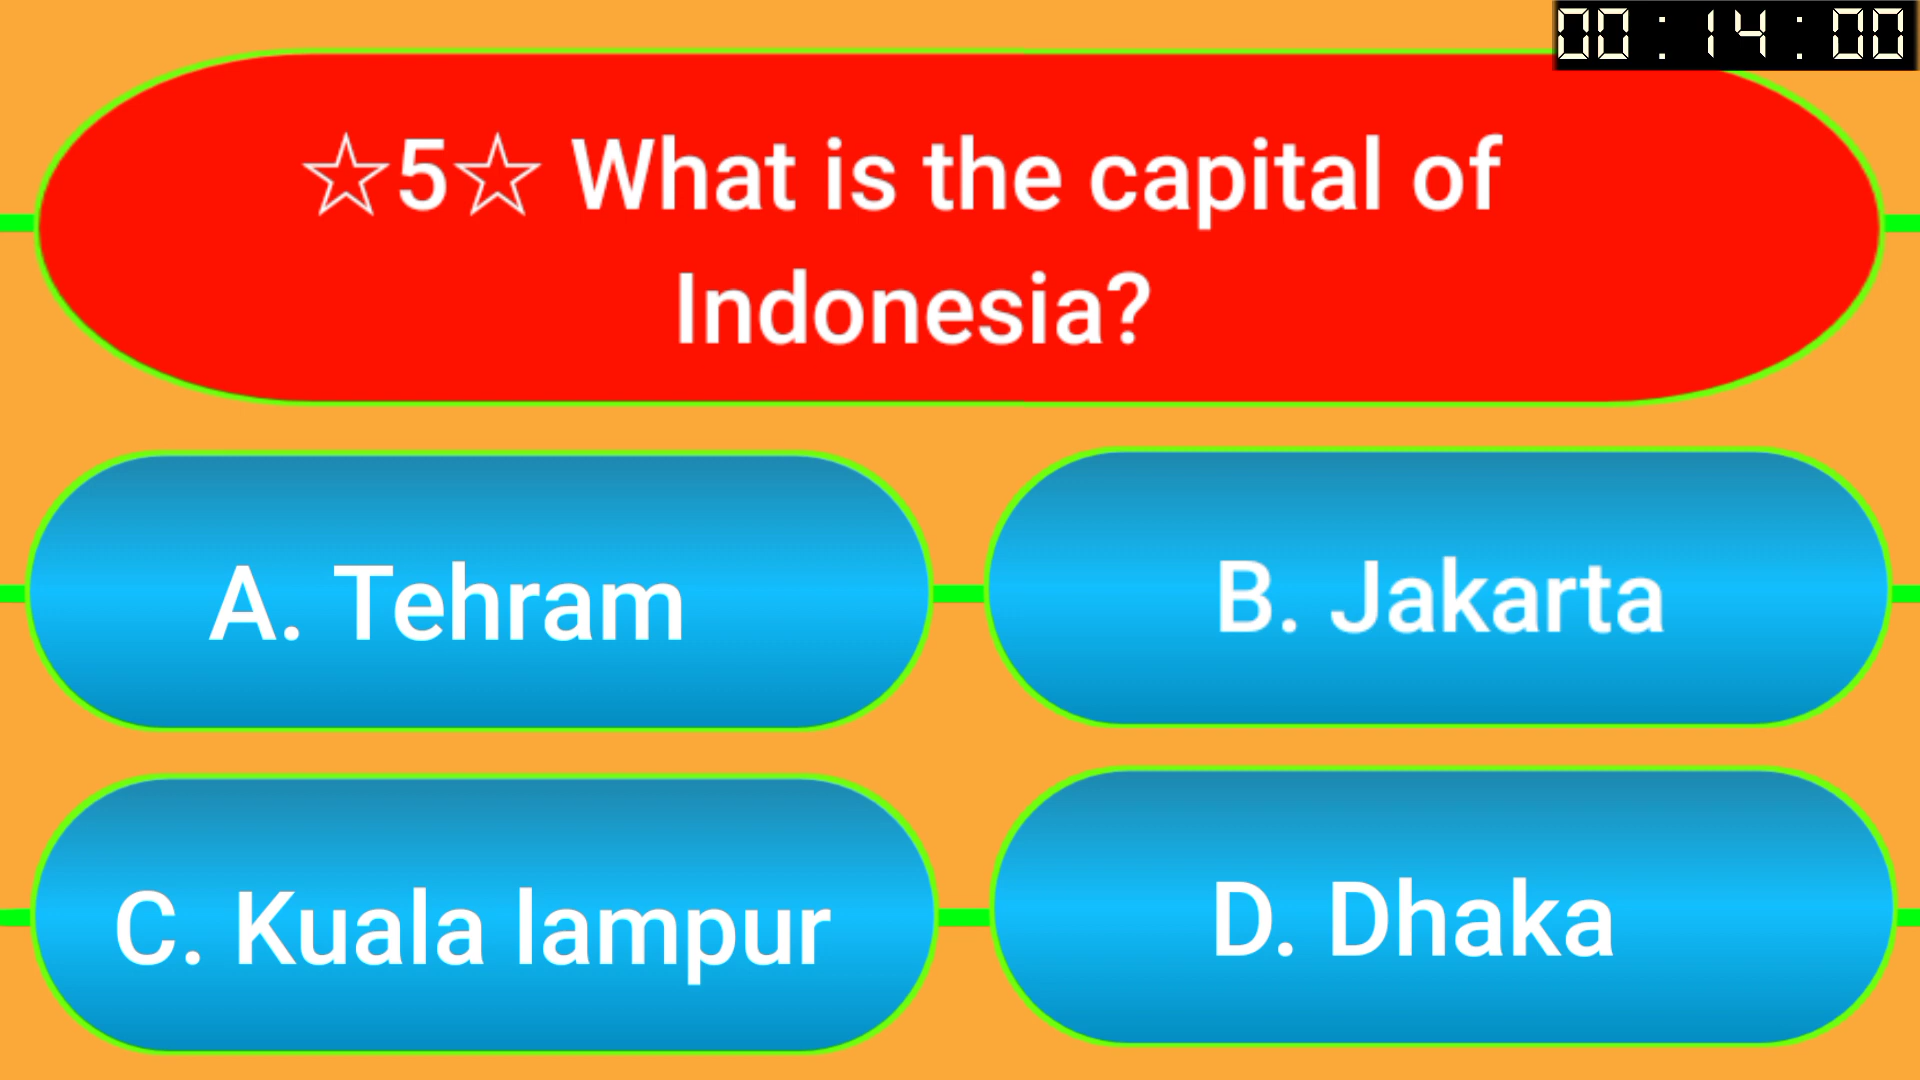 00:14:00
☆5☆ What is the capital of
Indonesia?
A. Tehram
B. Jakarta
C. Kuala lampur
D. Dhaka